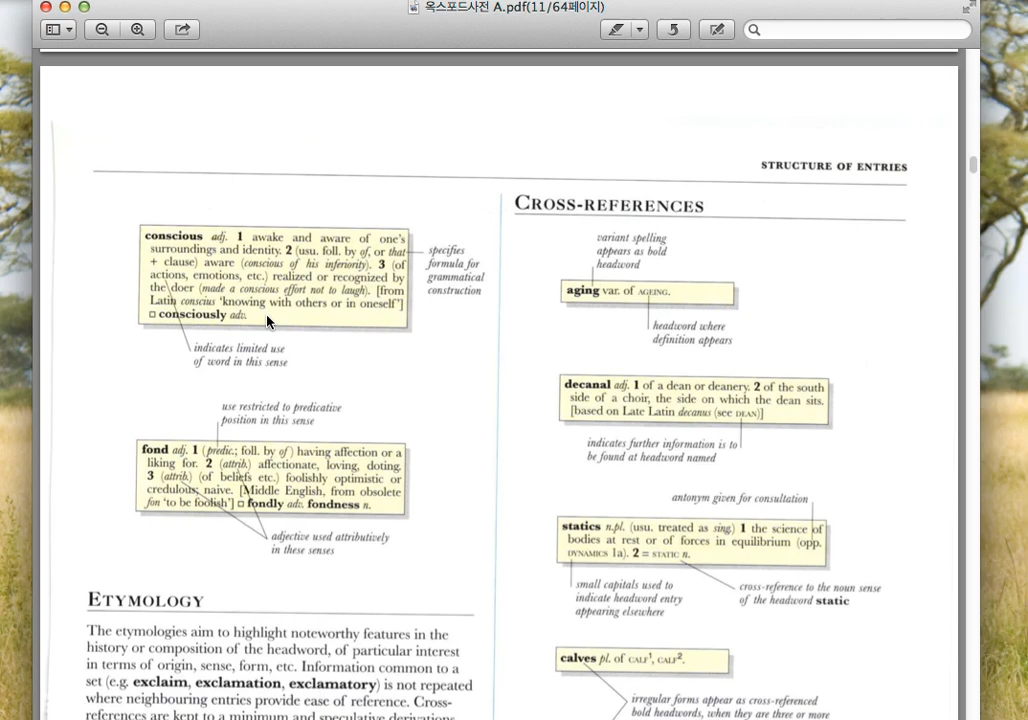 옥스포드사전 A.pdf(11/64페이지)
STRUCTURE OF ENTRIES
conscious adj. 1 awake and aware of one's
surroundings and identity. 2 (usu. foll. by of, or that
+ clause) aware (conscious of his inferiority). 3 (of
actions, emotions, etc.) realized or recognized by
the doer (made a conscious effort not to laugh). [from
Latin conscius 'knowing with others or in oneself']
□ consciously adv.
specifies
formula for
grammatical
construction
indicates limited use
of word in this sense
use restricted to predicative
position in this sense
fond adj. 1 (predic.; foll. by of) having affection or a
liking for. 2 (attrib.) affectionate, loving, doting.
3 (attrib.) (of beliefs etc.) foolishly optimistic or
credulous; naive. [Middle English, from obsolete
fon 'to be foolish'] □ fondly adv. fondness n.
adjective used attributively
in these senses
ETYMOLOGY
The etymologies aim to highlight noteworthy features in the
history or composition of the headword, of particular interest
in terms of origin, sense, form, etc. Information common to a
set (e.g. exclaim, exclamation, exclamatory) is not repeated
where neighbouring entries provide ease of reference. Cross-
references are kept to a minimum and speculative derivations
CROSS-REFERENCES
variant spelling
appears as bold
headword
aging var. of AGEING.
headword where
definition appears
decanal adj. 1 of a dean or deanery. 2 of the south
side of a choir, the side on which the dean sits.
[based on Late Latin decanus (see DEAN)]
indicates further information is to
be found at headword named
antonym given for consultation
statics n.pl. (usu. treated as sing.) 1 the science of
bodies at rest or of forces in equilibrium (opp.
DYNAMICS 1a). 2 = STATIC n.
small capitals used to
indicate headword entry
appearing elsewhere
cross-reference to the noun sense
of the headword static
calves pl. of CALF¹, CALF².
irregular forms appear as cross-referenced
bold headwords, when they are three or more